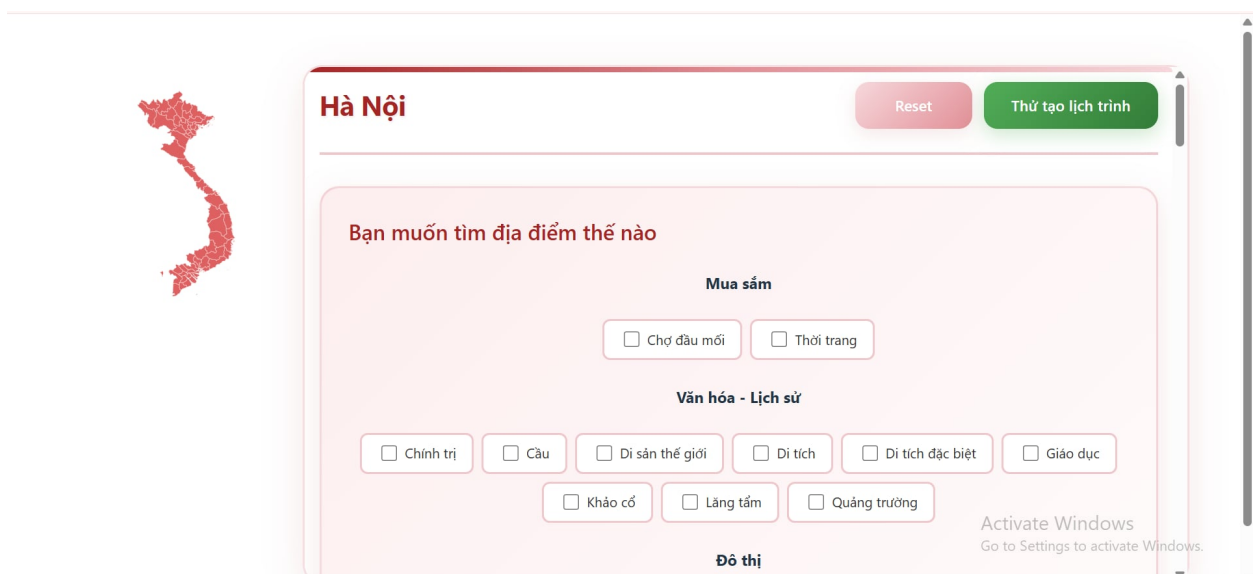 Hà Nội
Reset
Thử tạo lịch trình
Bạn muốn tìm địa điểm thế nào
Mua sắm
Chợ đầu mối
Thời trang
Văn hóa - Lịch sử
Chính trị
Cầu
Di sản thế giới
Di tích
Di tích đặc biệt
Giáo dục
Khảo cổ
Lăng tẩm
Quảng trường
Activate Windows
Go to Settings to activate Windows.
Đô thị